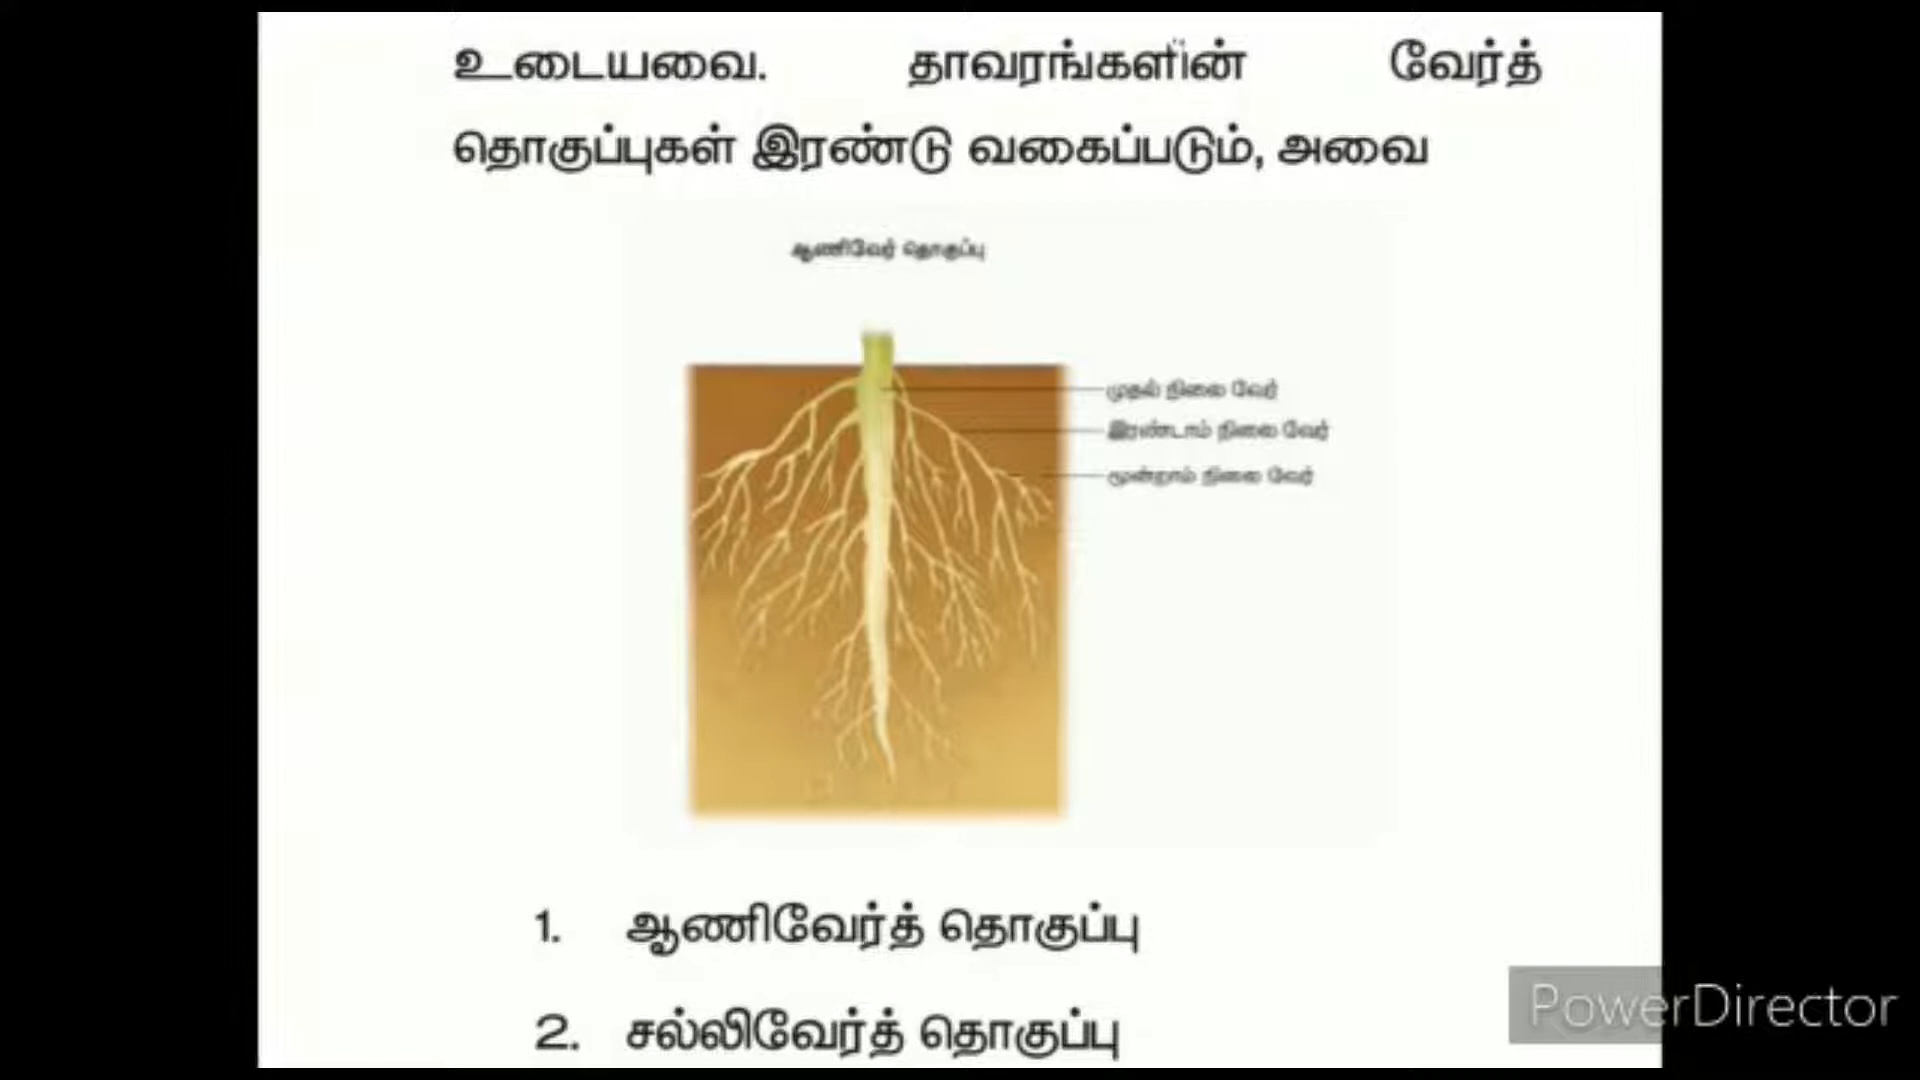 உடையவை. தாவரங்களின் வேர்த்
தொகுப்புகள் இரண்டு வகைப்படும், அவை
ஆணிவேர் தொகுப்பு
முதல் நிலை வேர்
இரண்டாம் நிலை வேர்
மூன்றாம் நிலை வேர்
1. ஆணிவேர்த் தொகுப்பு
2. சல்லிவேர்த் தொகுப்பு
PowerDirector